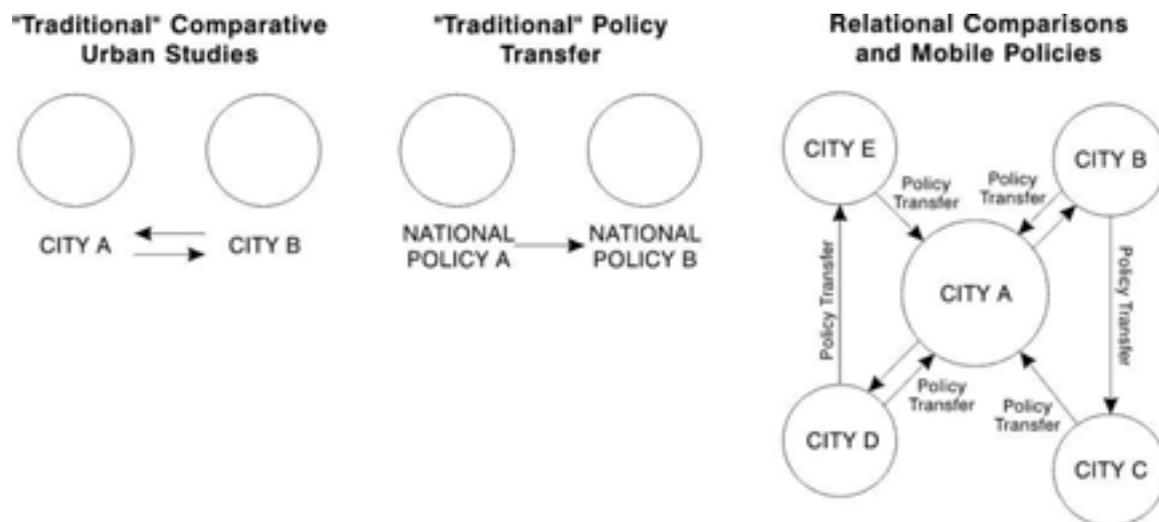 "Traditional" Comparative
Urban Studies
CITY A
CITY B
"Traditional" Policy
Transfer
NATIONAL
POLICY A
NATIONAL
POLICY B
Relational Comparisons
and Mobile Policies
CITY E
CITY B
Policy
Transfer
Policy
Transfer
CITY A
Policy Transfer
Policy Transfer
Policy
Transfer
Policy
Transfer
CITY D
CITY C